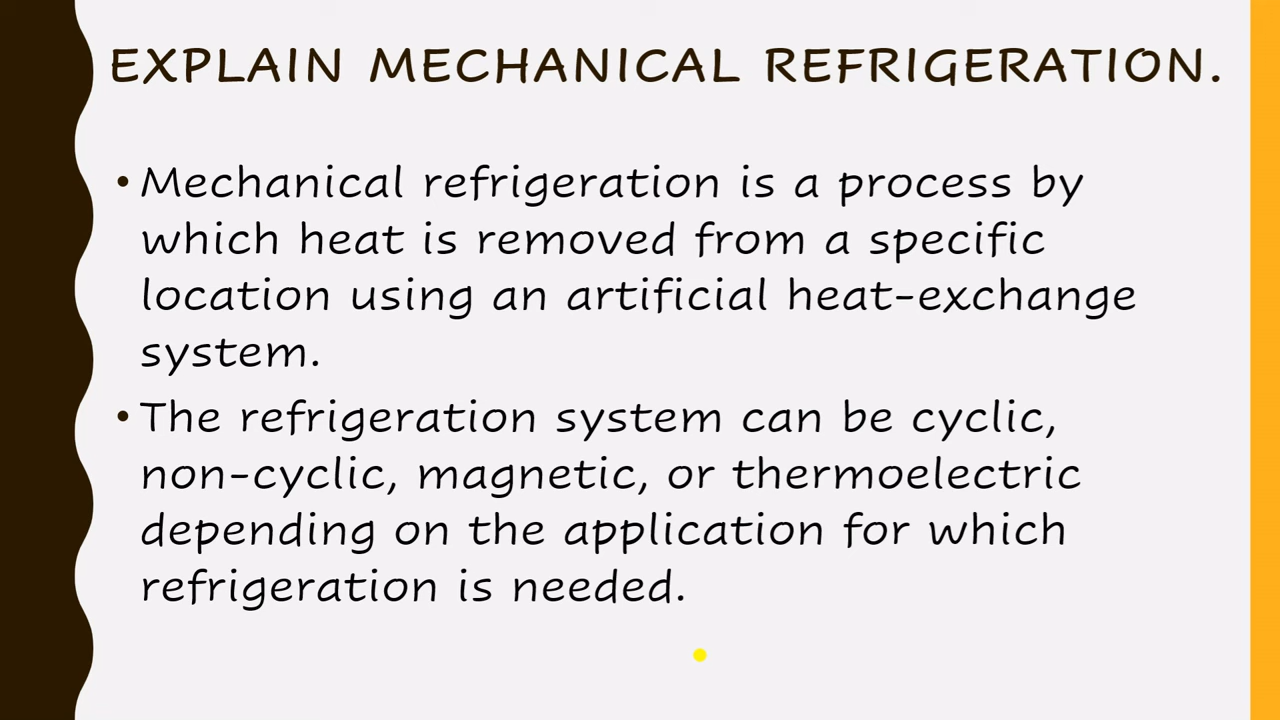 EXPLAIN MECHANICAL REFRIGERATION.
• Mechanical refrigeration is a process by
which heat is removed from a specific
location using an artificial heat-exchange
system.
• The refrigeration system can be cyclic,
non-cyclic, magnetic, or thermoelectric
depending on the application for which
refrigeration is needed.